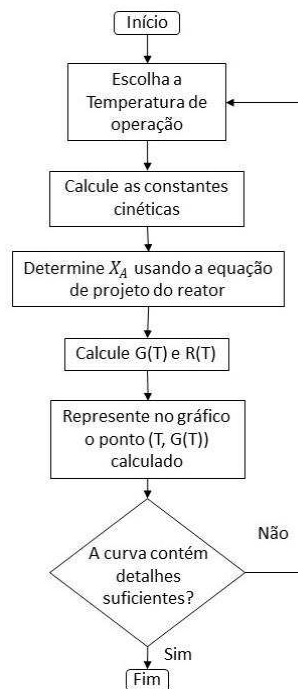 Início
Escolha a
Temperatura de
operação
Calcule as constantes
cinéticas
Determine X_A usando a equação
de projeto do reator
Calcule G(T) e R(T)
Represente no gráfico
o ponto (T, G(T))
calculado
A curva contém
detalhes
suficientes?
Não
Sim
Fim